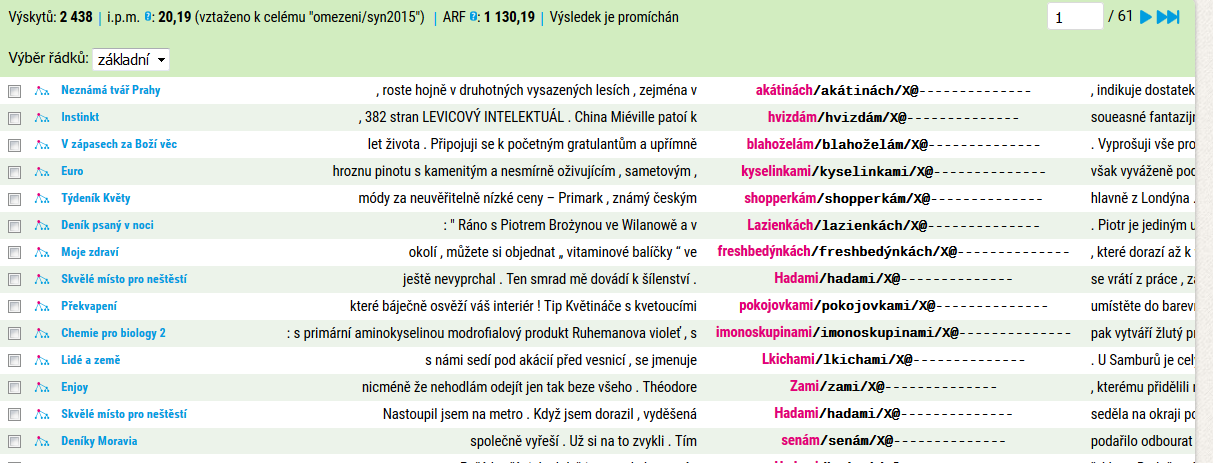 Výskytů: 2 438 | i.p.m. ?: 20,19 (vztaženo k celému "omezeni/syn2015") | ARF ?: 1 130,19 | Výsledek je promíchán 1 / 61
Výběr řádků: základní
Neznámá tvář Prahy , roste hojně v druhotných vysazených lesích , zejména v akátinách/akátinách/X@-------------- , indikuje dostatek
Instinkt , 382 stran LEVICOVÝ INTELEKTUÁL . China Miéville patoí k hvizdám/hvizdám/X@-------------- soueasné fantazijn
V zápasech za Boží věc let života . Připojuji se k početným gratulantům a upřímně blahoželám/blahoželám/X@-------------- . Vyprošuji vše pro
Euro hroznu pinotu s kamenitým a nesmírně oživujícím , sametovým , kyselinkami/kyselinkami/X@-------------- však vyváženě pod
Týdeník Květy módy za neuvěřitelně nízké ceny – Primark , známý českým shopperkám/shopperkám/X@-------------- hlavně z Londýna .
Deník psaný v noci : " Ráno s Piotrem Brożynou ve Wilanowě a v Lazienkách/lazienkách/X@-------------- . Piotr je jediným u
Moje zdraví okolí , můžete si objednat „ vitaminové balíčky “ ve freshbedýnkách/freshbedýnkách/X@-------------- , které dorazí až k
Skvělé místo pro neštěstí ještě nevyprchal . Ten smrad mě dovádí k šílenství . Hadami/hadami/X@-------------- se vrátí z práce , za
Překvapení které báječně osvěží váš interiér ! Tip Květináče s kvetoucími pokojovkami/pokojovkami/X@-------------- umístěte do barev
Chemie pro biology 2 : s primární aminokyselinou modrofialový produkt Ruhemanova violeť , s imonoskupinami/imonoskupinami/X@-------------- pak vytváří žlutý pr
Lidé a země s námi sedí pod akácií před vesnicí , se jmenuje Lkichami/lkichami/X@-------------- . U Samburů je cel
Enjoy nicméně že nehodlám odejít jen tak beze všeho . Théodore Zami/zami/X@-------------- , kterému přidělili
Skvělé místo pro neštěstí Nastoupil jsem na metro . Když jsem dorazil , vyděšená Hadami/hadami/X@-------------- seděla na okraji po
Deníky Moravia společně vyřeší . Už si na to zvykli . Tím senám/senám/X@-------------- podařilo odbourat